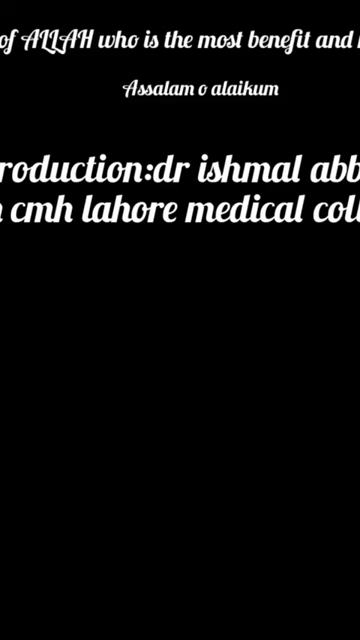 of ALLAH who is the most benefit and
Assalam o alaikum
roduction:dr ishmal abb
cmh lahore medical coll